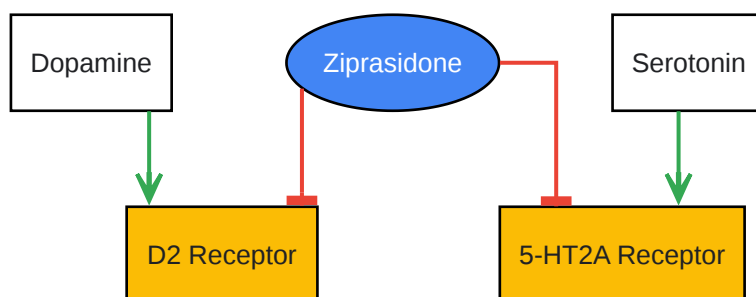 Dopamine
Ziprasidone
Serotonin
D2 Receptor
5-HT2A Receptor